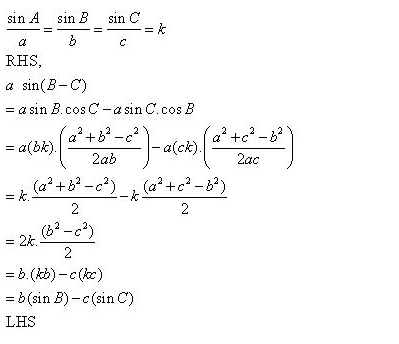 sin A/a = sin B/b = sin C/c = k
RHS,
a sin(B−C)
= a sin B.cos C − a sin C.cos B
= a(bk).((a²+b²−c²)/2ab) − a(ck).((a²+c²−b²)/2ac)
= k.(a²+b²−c²)/2 − k (a²+c²−b²)/2
= 2k.(b²−c²)/2
= b.(kb) − c(kc)
= b(sin B) − c(sin C)
LHS